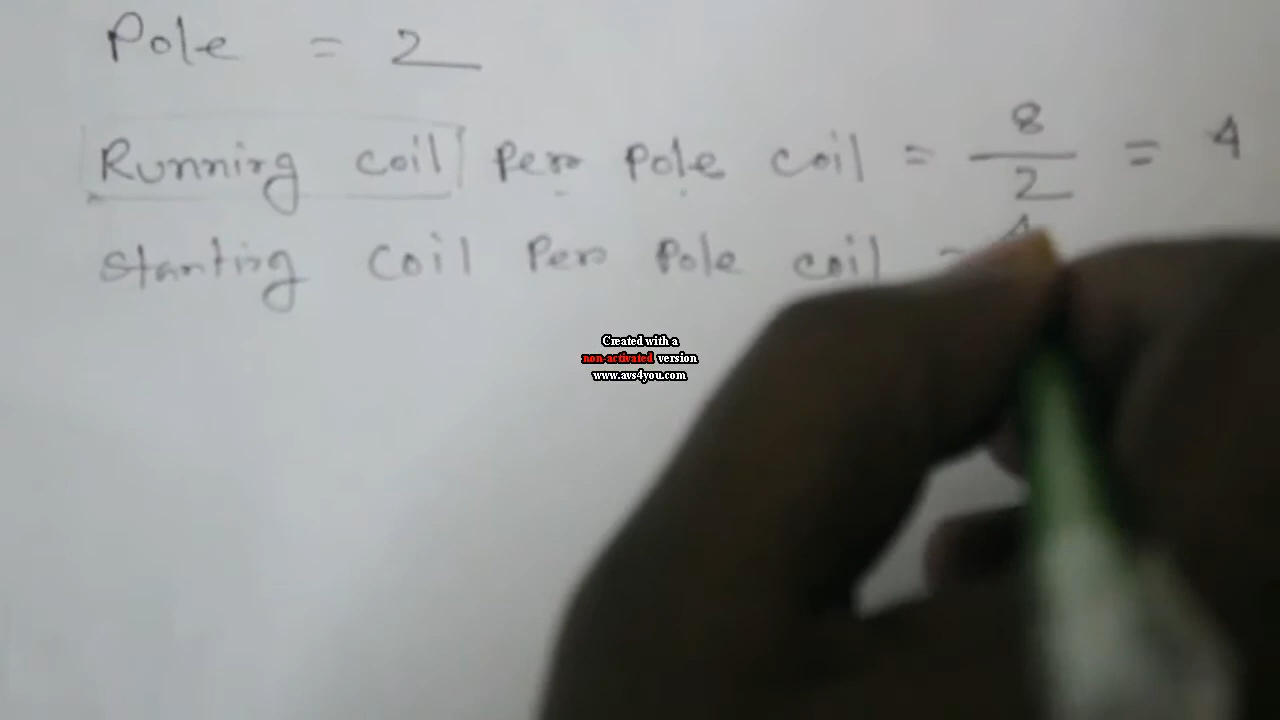 Pole = 2
Running coil Per Pole coil = 8/2 = 4
Starting coil Per Pole coil = 4
Created with a
non-activated version
www.avs4you.com